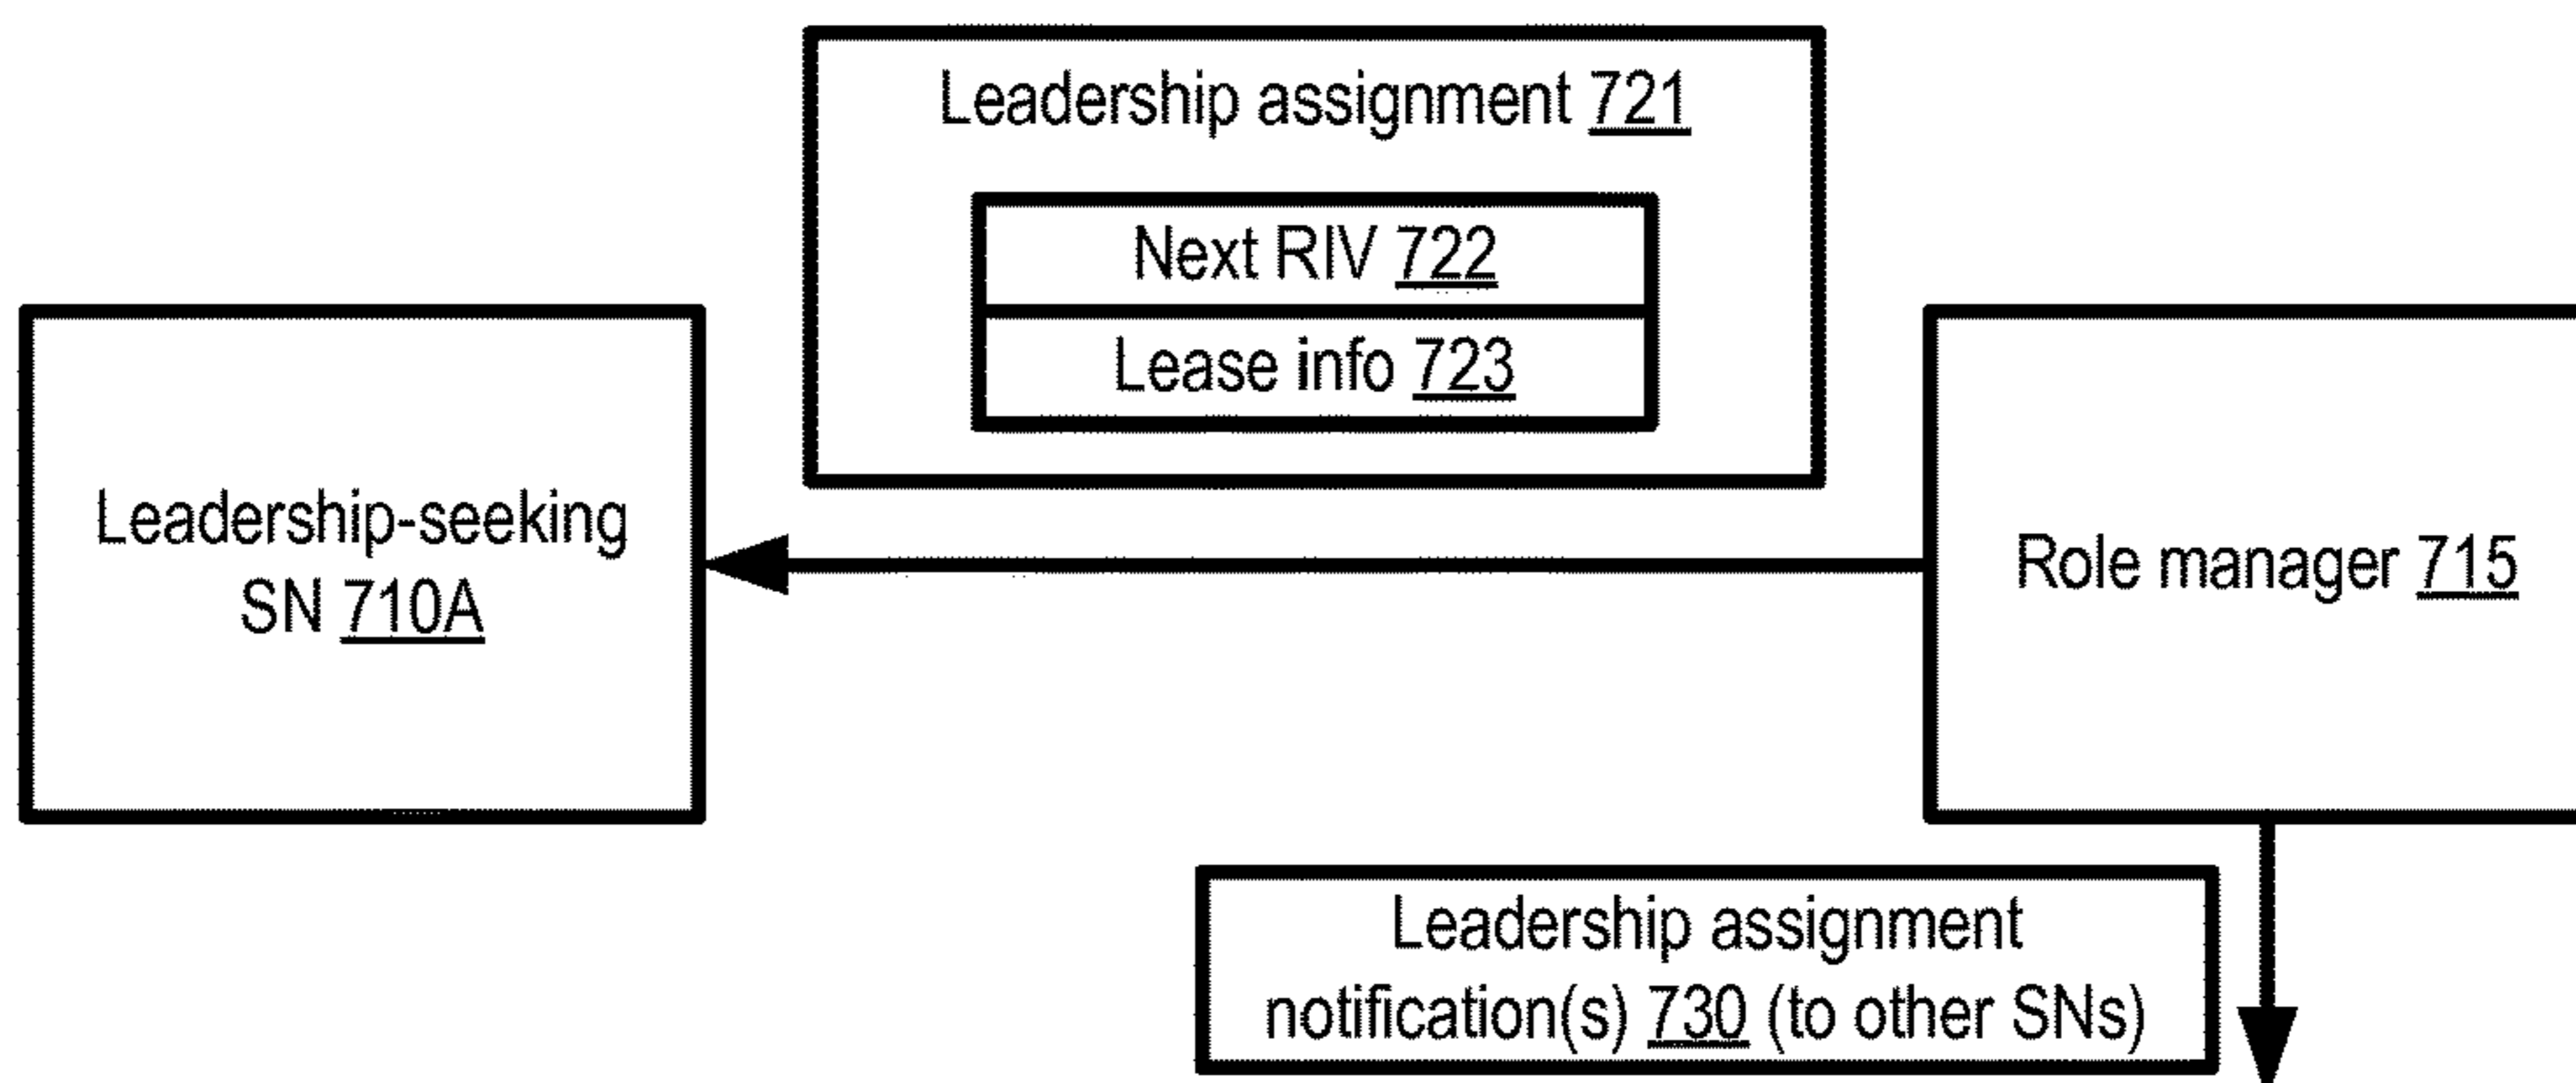 Leadership assignment 721
Next RIV 722
Lease info 723
Leadership-seeking
SN 710A
Role manager 715
Leadership assignment
notification(s) 730 (to other SNs)